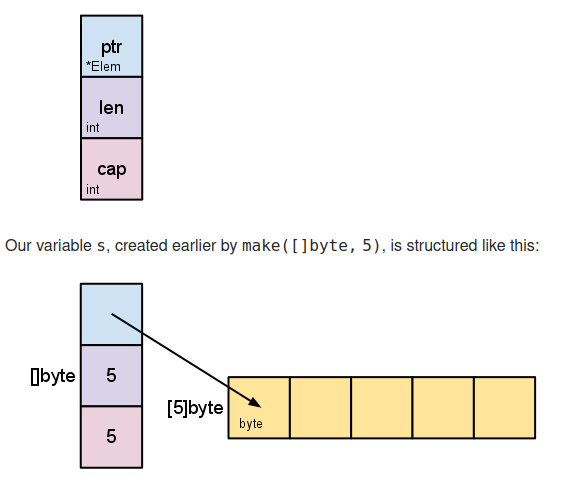 ptr
*Elem
len
int
cap
int
Our variable s, created earlier by make([]byte, 5), is structured like this:
[]byte
5
[5]byte
byte
5